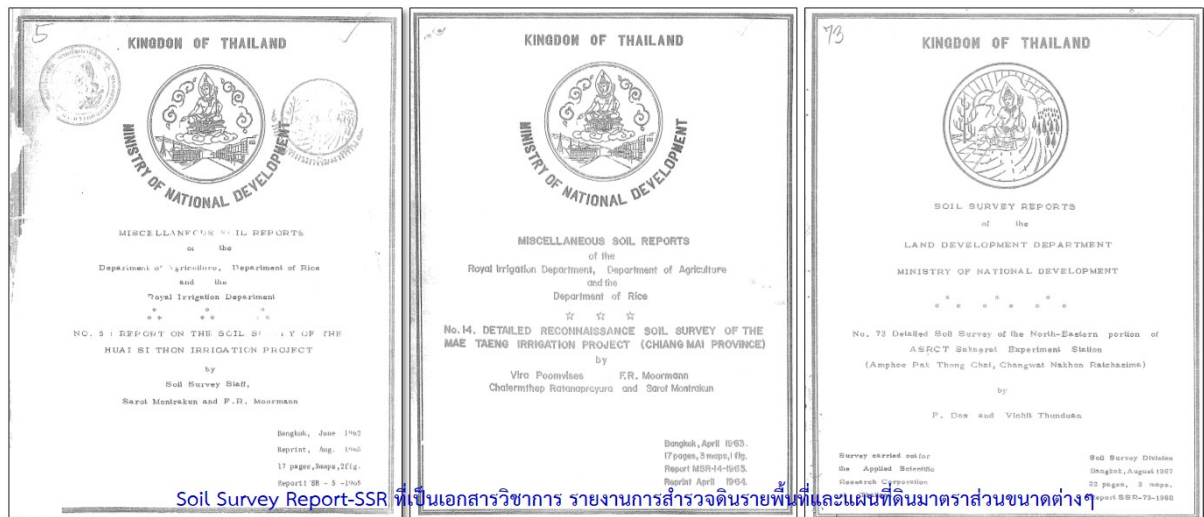 5
KINGDOM OF THAILAND
MINISTRY OF NATIONAL DEVELOPMENT
MISCELLANEOUS SOIL REPORTS
of the
Department of Agriculture, Department of Rice
and the
Royal Irrigation Department
NO. 5 : REPORT ON THE SOIL SURVEY OF THE
HUAI SI THON IRRIGATION PROJECT
by
Soil Survey Staff,
Sarot Montrakun and F.R. Moormann
Bangkok, June 1962
Reprint, Aug. 1965
17 pages, 3maps, 2fig.
KINGDOM OF THAILAND
MINISTRY OF NATIONAL DEVELOPMENT
MISCELLANEOUS SOIL REPORTS
of the
Royal Irrigation Department, Department of Agriculture
and the
Department of Rice
No.14. DETAILED RECONNAISSANCE SOIL SURVEY OF THE
MAE TAENG IRRIGATION PROJECT (CHIANG MAI PROVINCE)
by
Vira Poomvises F.R. Moormann
Chalermthep Ratanaprayura and Sarot Montrakun
Bangkok, April 1963.
17 pages, 3 maps, 1 fig.
Report MSR-14-1963.
Reprint April 1964.
73
KINGDOM OF THAILAND
SOIL SURVEY REPORTS
of the
LAND DEVELOPMENT DEPARTMENT
MINISTRY OF NATIONAL DEVELOPMENT
No. 73 Detailed Soil Survey of the North-Eastern portion of
ASRCT Sakaerat Experiment Station
(Amphoe Pak Thong Chai, Changwat Nakhon Ratchasima)
by
P. Dos and Vichit Thunduan
Survey carried out for
the Applied Scientific
Research Corporation
Soil Survey Division
Bangkok, August 1967
22 pages, 3 maps.
Report SSR-73-1968
Soil Survey Report-SSR ที่เป็นเอกสารวิชาการ รายงานการสำรวจดินรายพื้นที่และแผนที่ดินมาตราส่วนขนาดต่างๆ